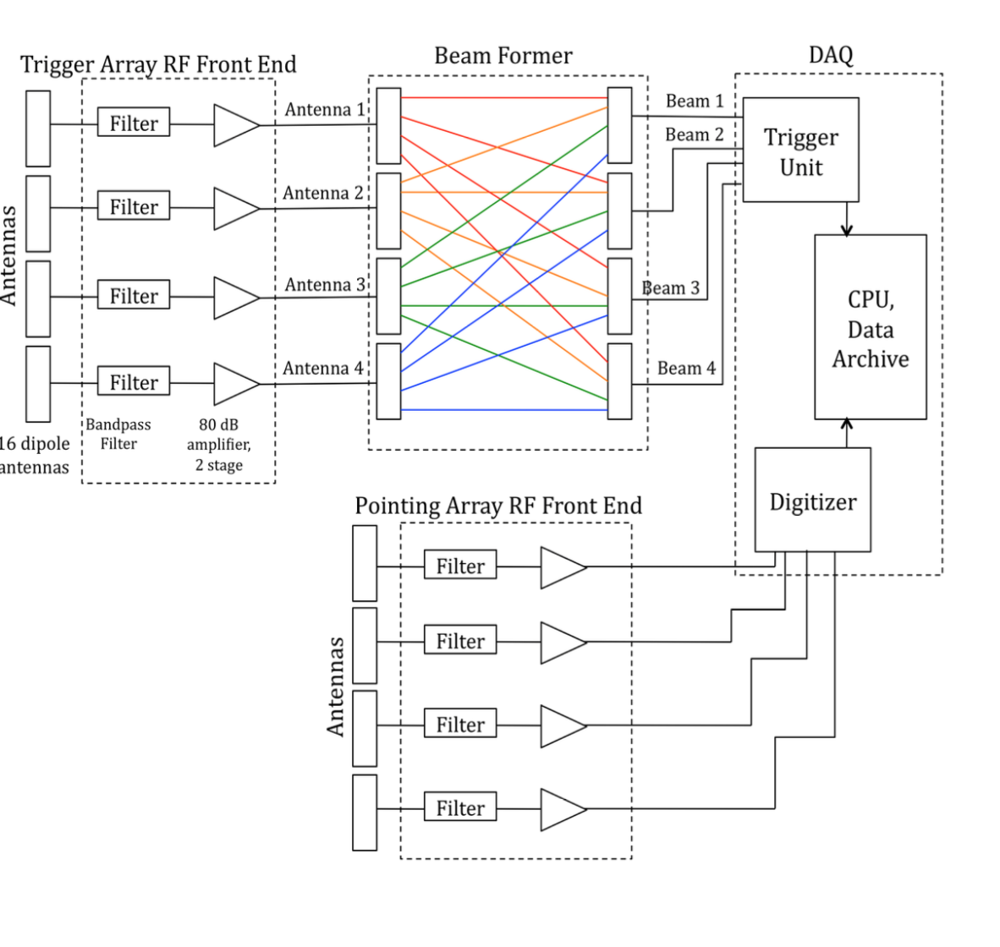 Trigger Array RF Front End
Beam Former
DAQ
Antennas
Filter
Filter
Filter
Filter
Bandpass
Filter
80 dB
amplifier,
2 stage
16 dipole
antennas
Antenna 1
Antenna 2
Antenna 3
Antenna 4
Beam 1
Beam 2
Beam 3
Beam 4
Trigger
Unit
CPU,
Data
Archive
Digitizer
Pointing Array RF Front End
Antennas
Filter
Filter
Filter
Filter